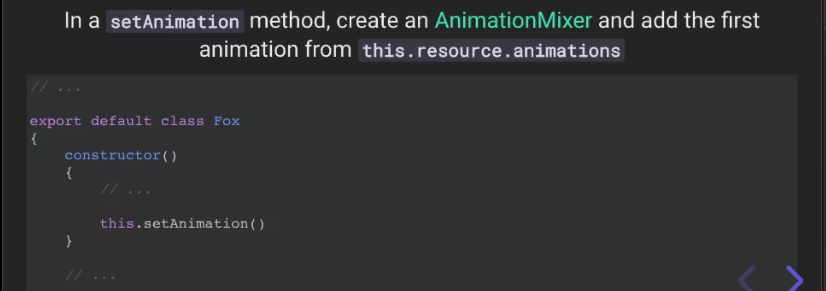 In a setAnimation method, create an AnimationMixer and add the first
animation from this.resource.animations
// ...
export default class Fox
{
constructor()
{
// ...
this.setAnimation()
}
// ...